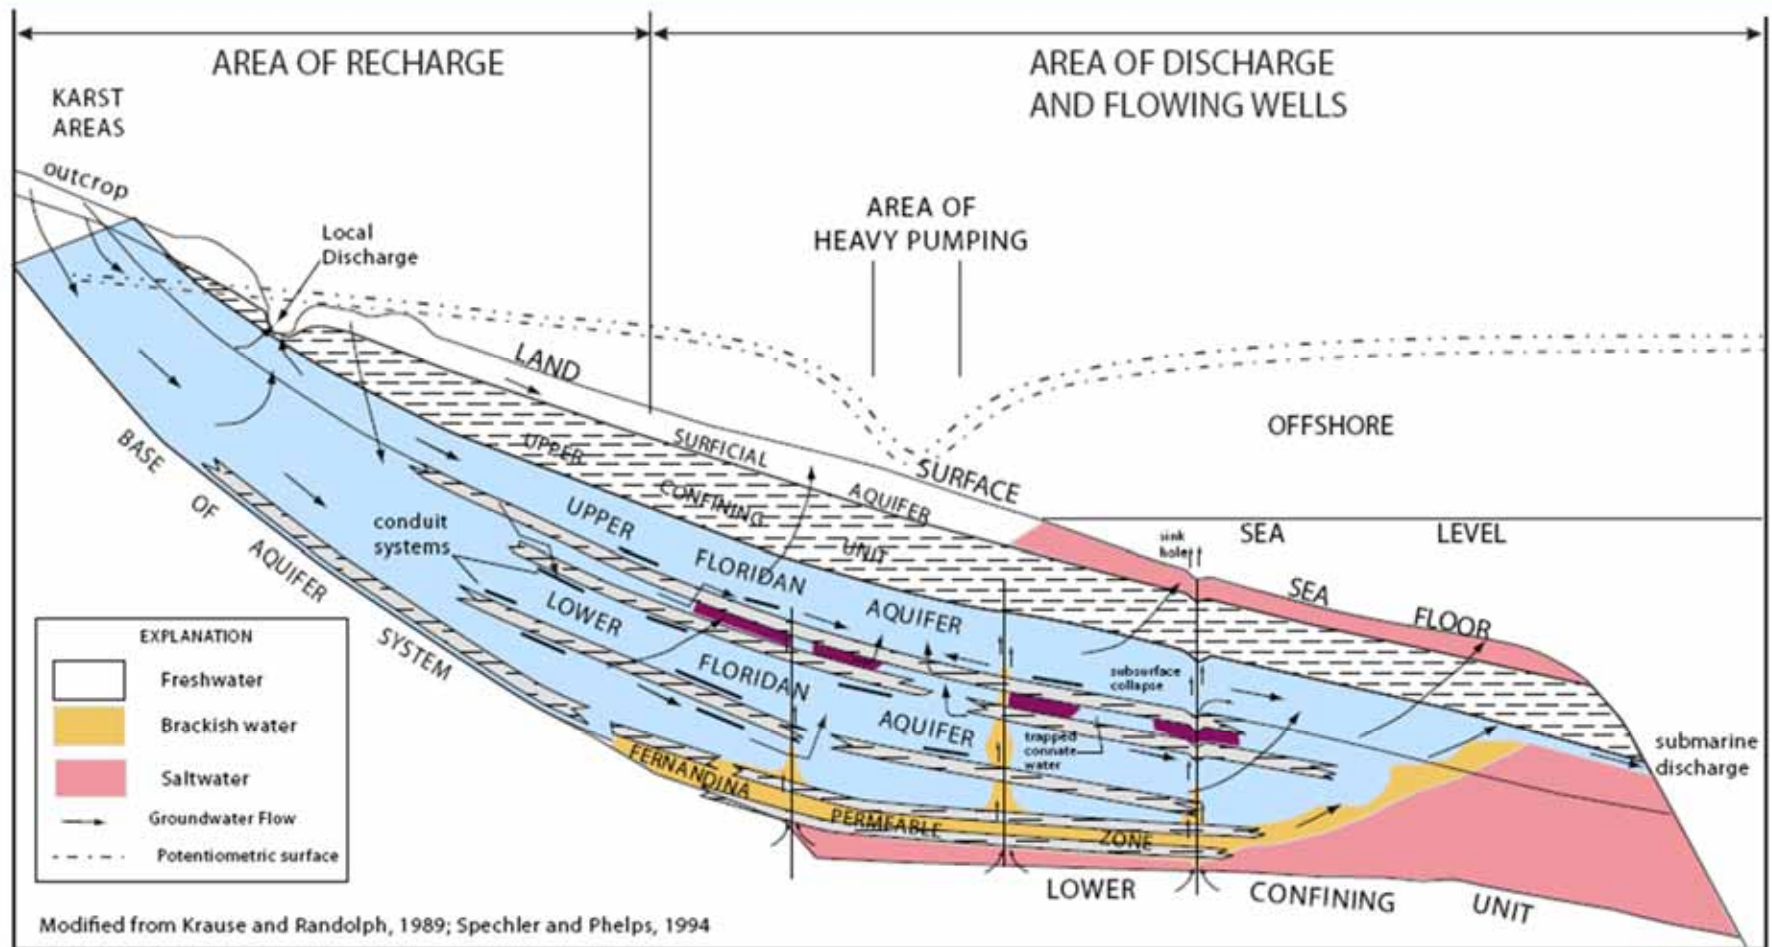 AREA OF RECHARGE
AREA OF DISCHARGE
AND FLOWING WELLS
KARST
AREAS
outcrop
Local
Discharge
AREA OF
HEAVY PUMPING
LAND
SURFACE
OFFSHORE
SEA LEVEL
SURFICIAL
AQUIFER
UPPER
CONFINING
UNIT
sink
hole
SEA
FLOOR
BASE
OF
AQUIFER
SYSTEM
conduit
systems
UPPER
FLORIDAN
AQUIFER
LOWER
FLORIDAN
AQUIFER
subsurface
collapse
trapped
connate
water
submarine
discharge
FERNANDINA
PERMEABLE
ZONE
LOWER
CONFINING
UNIT
EXPLANATION
Freshwater
Brackish water
Saltwater
Groundwater Flow
Potentiometric surface
Modified from Krause and Randolph, 1989; Spechler and Phelps, 1994